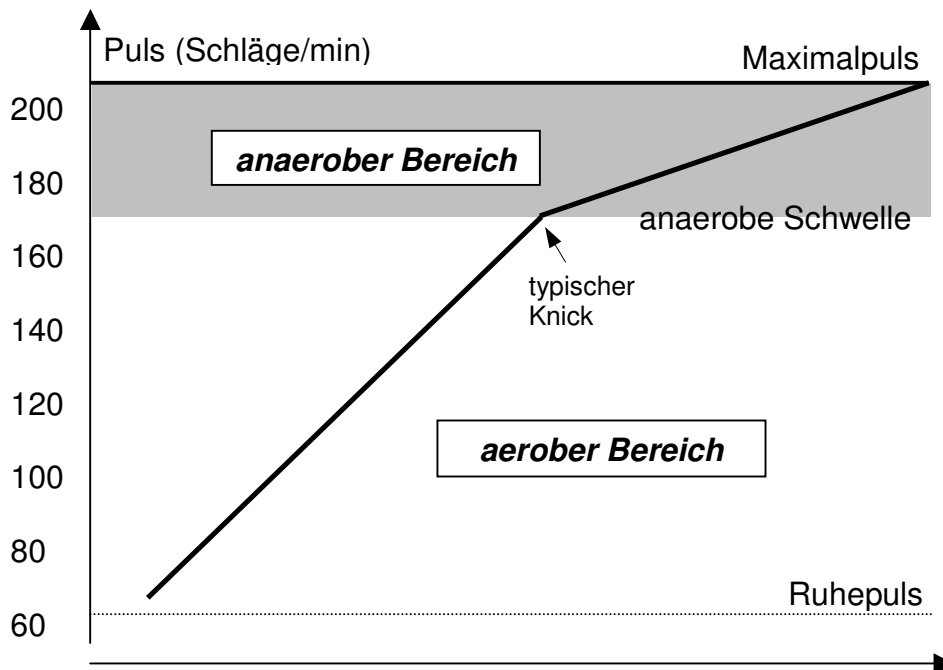 Puls (Schläge/min)
Maximalpuls
200
anaerober Bereich
180
anaerobe Schwelle
160
typischer
Knick
140
120
aerober Bereich
100
80
Ruhepuls
60